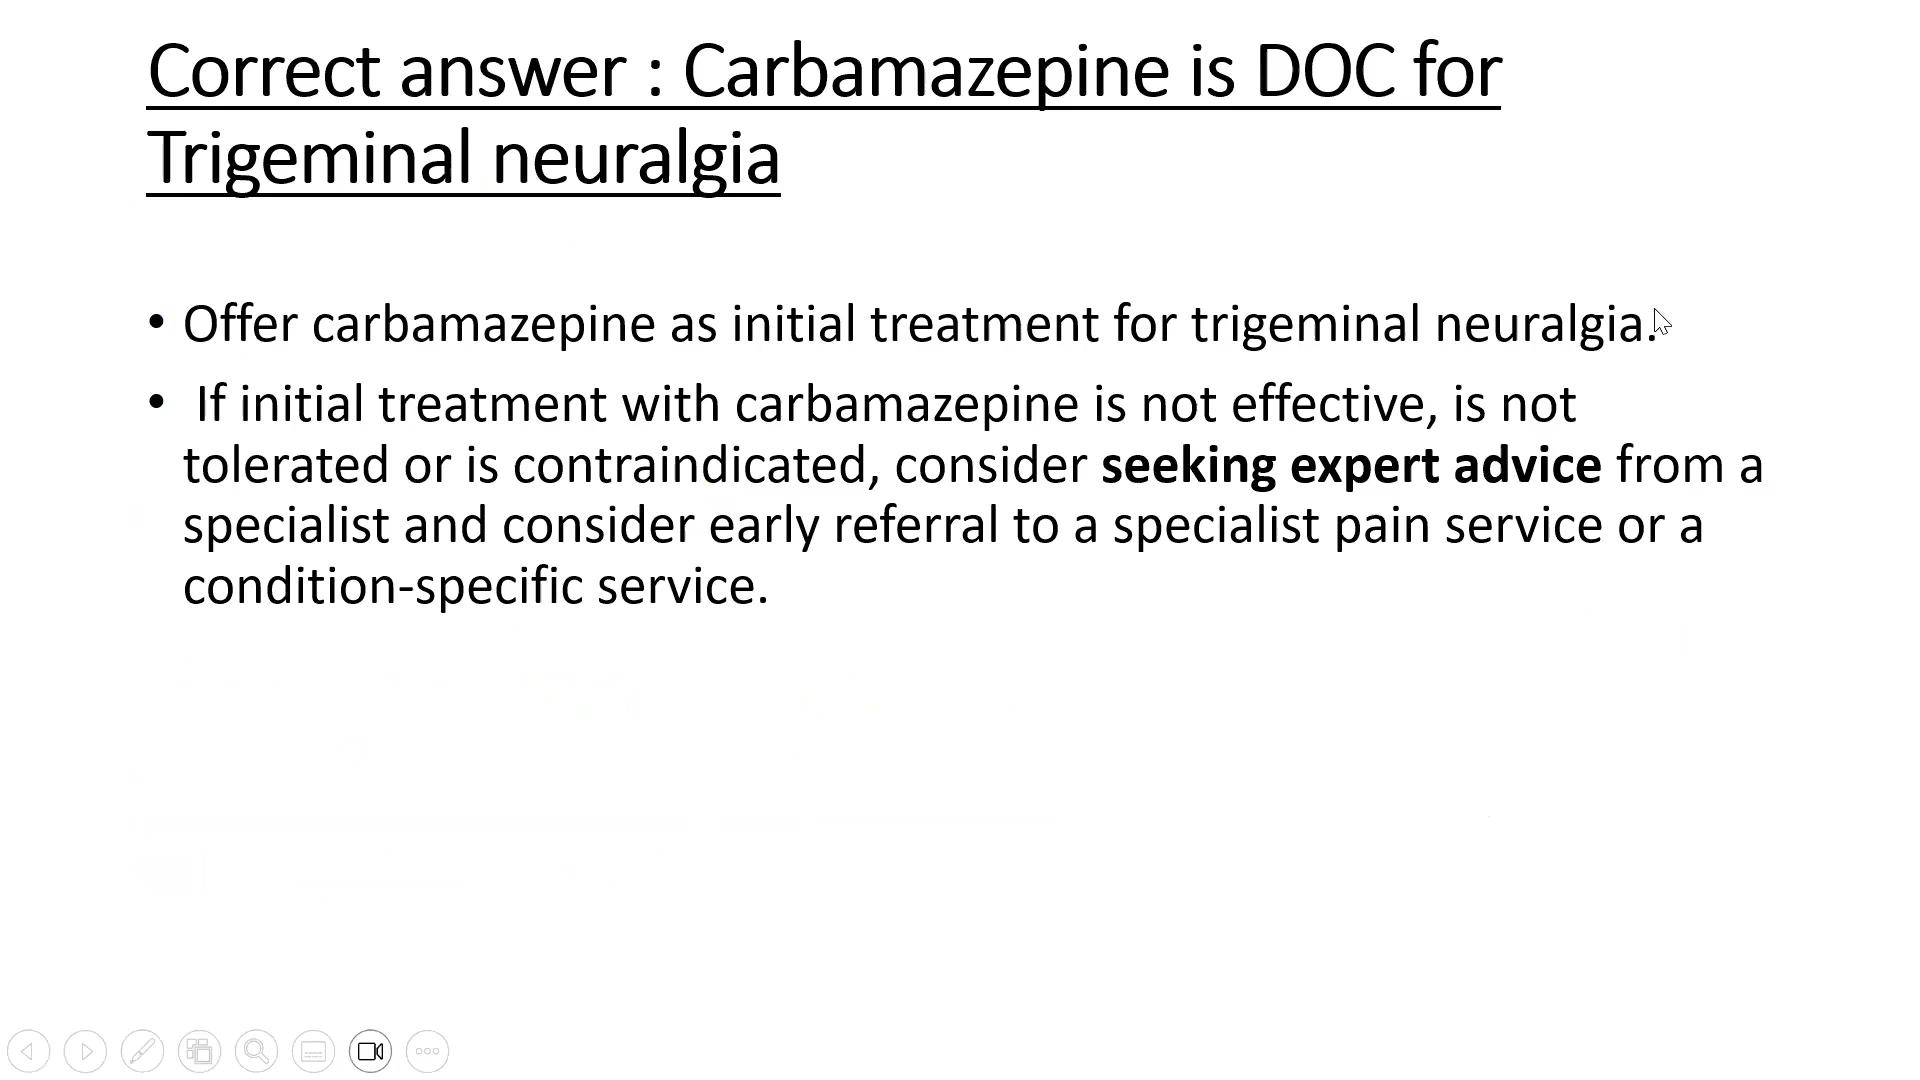 Correct answer : Carbamazepine is DOC for
Trigeminal neuralgia
• Offer carbamazepine as initial treatment for trigeminal neuralgia.
• If initial treatment with carbamazepine is not effective, is not
tolerated or is contraindicated, consider seeking expert advice from a
specialist and consider early referral to a specialist pain service or a
condition-specific service.